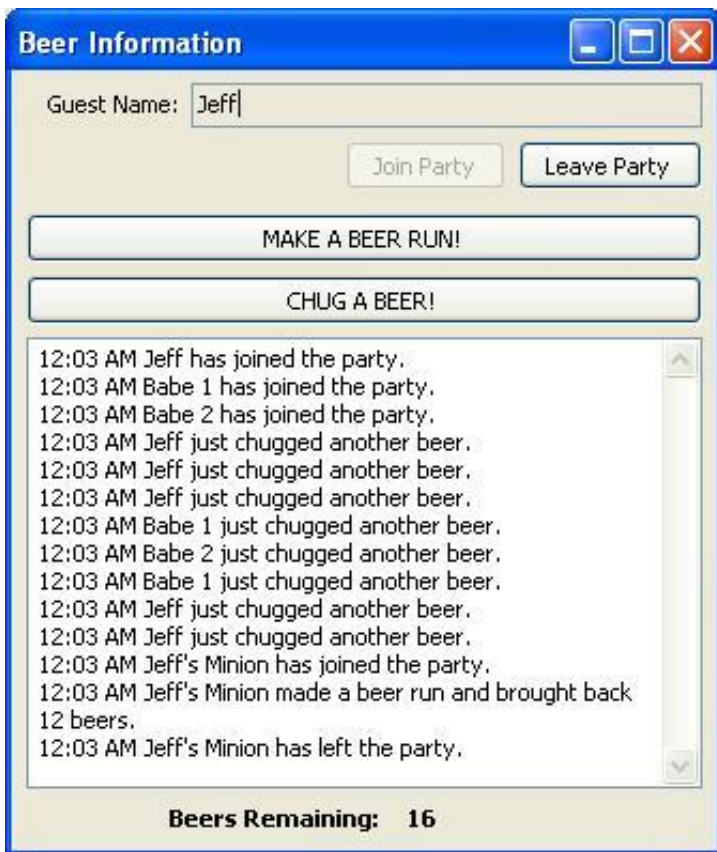 Beer Information
Guest Name: Jeff
Join Party Leave Party
MAKE A BEER RUN!
CHUG A BEER!
12:03 AM Jeff has joined the party.
12:03 AM Babe 1 has joined the party.
12:03 AM Babe 2 has joined the party.
12:03 AM Jeff just chugged another beer.
12:03 AM Jeff just chugged another beer.
12:03 AM Jeff just chugged another beer.
12:03 AM Babe 1 just chugged another beer.
12:03 AM Babe 2 just chugged another beer.
12:03 AM Babe 1 just chugged another beer.
12:03 AM Jeff just chugged another beer.
12:03 AM Jeff just chugged another beer.
12:03 AM Jeff's Minion has joined the party.
12:03 AM Jeff's Minion made a beer run and brought back
12 beers.
12:03 AM Jeff's Minion has left the party.
Beers Remaining: 16